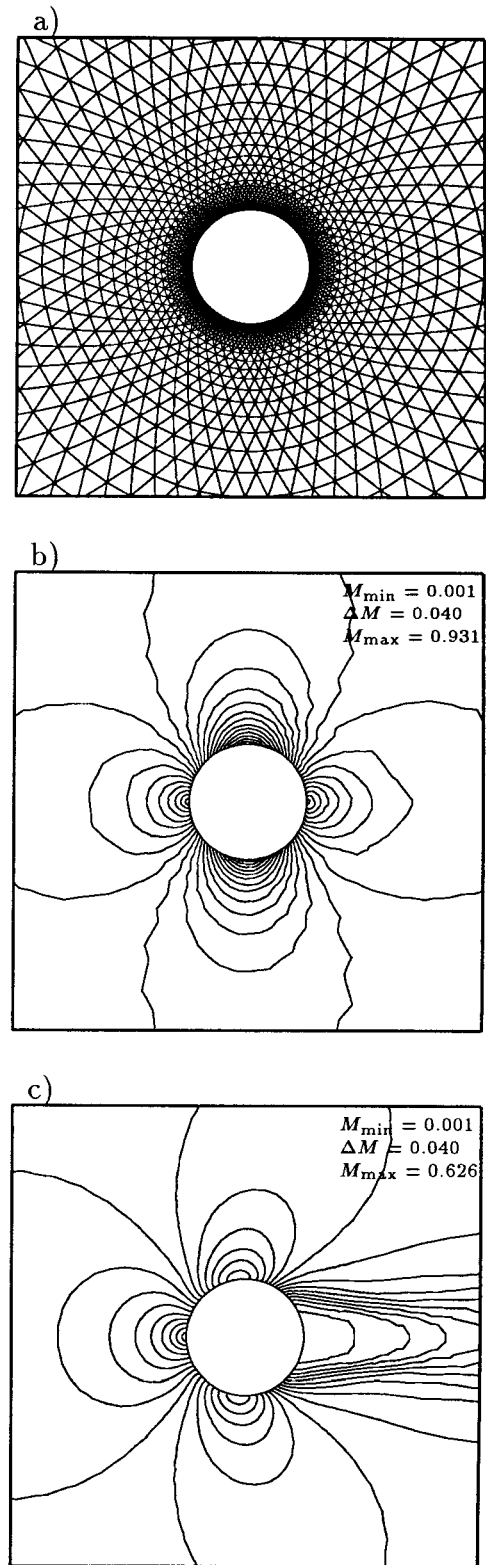 a)
b)
M_min = 0.001
ΔM = 0.040
M_max = 0.931
c)
M_min = 0.001
ΔM = 0.040
M_max = 0.626